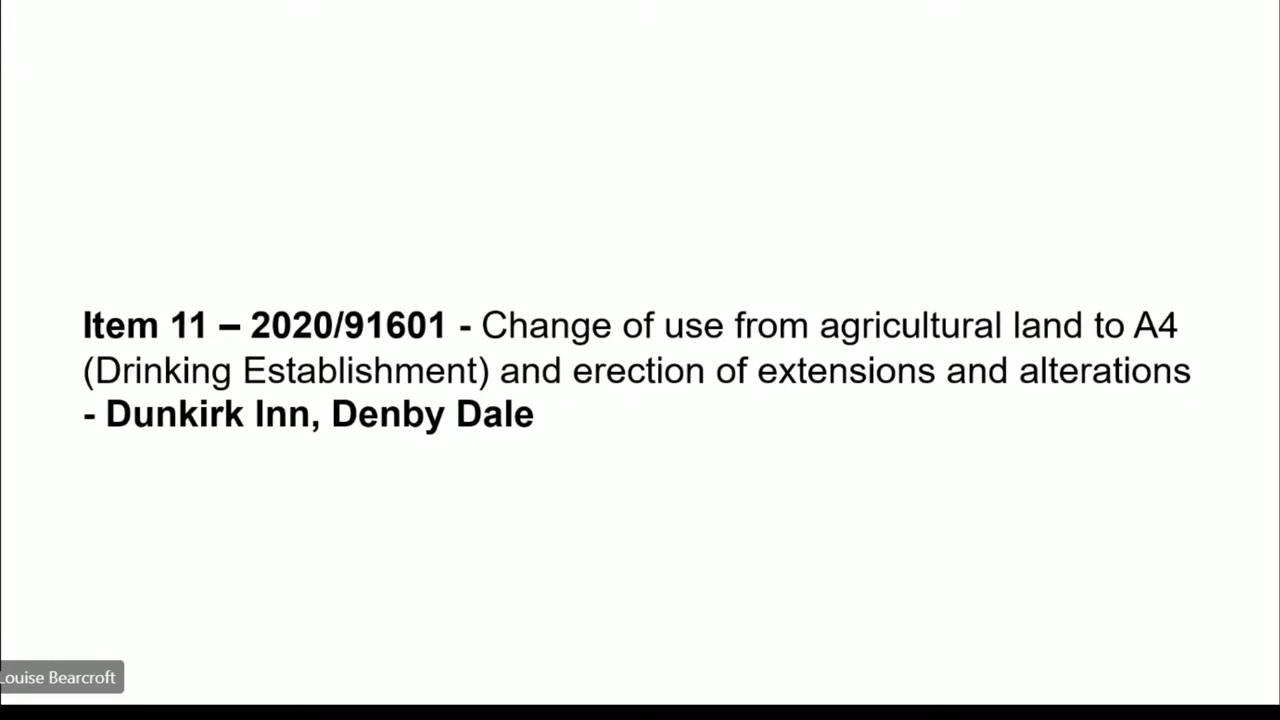 Item 11 – 2020/91601 - Change of use from agricultural land to A4
(Drinking Establishment) and erection of extensions and alterations
- Dunkirk Inn, Denby Dale
Louise Bearcroft